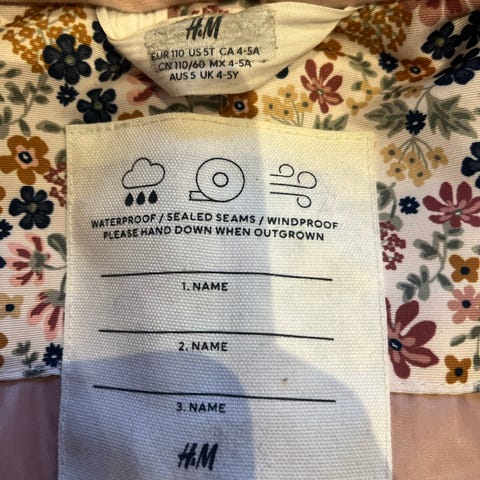 H&M
EUR 110 US 5T CA 4-5A
CN 110/60 MX 4-5A
AUS 5 UK 4-5Y
WATERPROOF / SEALED SEAMS / WINDPROOF
PLEASE HAND DOWN WHEN OUTGROWN
1. NAME
2. NAME
3. NAME
H&M